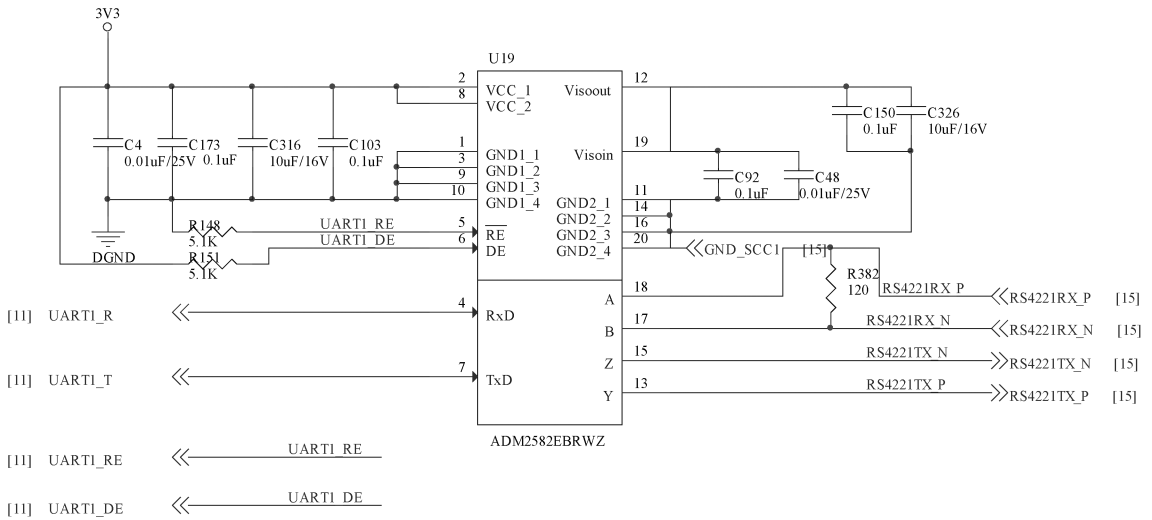 3V3
U19
2
VCC_1
8
VCC_2
1
GND1_1
3
GND1_2
9
GND1_3
10
GND1_4
5
RE
6
DE
4
RxD
7
TxD
12
Visoout
19
Visoin
11
GND2_1
14
GND2_2
16
GND2_3
20
GND2_4
18
A
17
B
15
Z
13
Y
ADM2582EBRWZ
C4
0.01uF/25V
C173
0.1uF
C316
10uF/16V
C103
0.1uF
C150
0.1uF
C326
10uF/16V
C92
0.1uF
C48
0.01uF/25V
DGND
R148
5.1K
R151
5.1K
UART1_RE
UART1_DE
GND_SCC1 [15]
R382
120
RS4221RX_P
RS4221RX_P [15]
RS4221RX_N
RS4221RX_N [15]
RS4221TX_N
RS4221TX_N [15]
RS4221TX_P
RS4221TX_P [15]
[11] UART1_R
[11] UART1_T
[11] UART1_RE
UART1_RE
[11] UART1_DE
UART1_DE